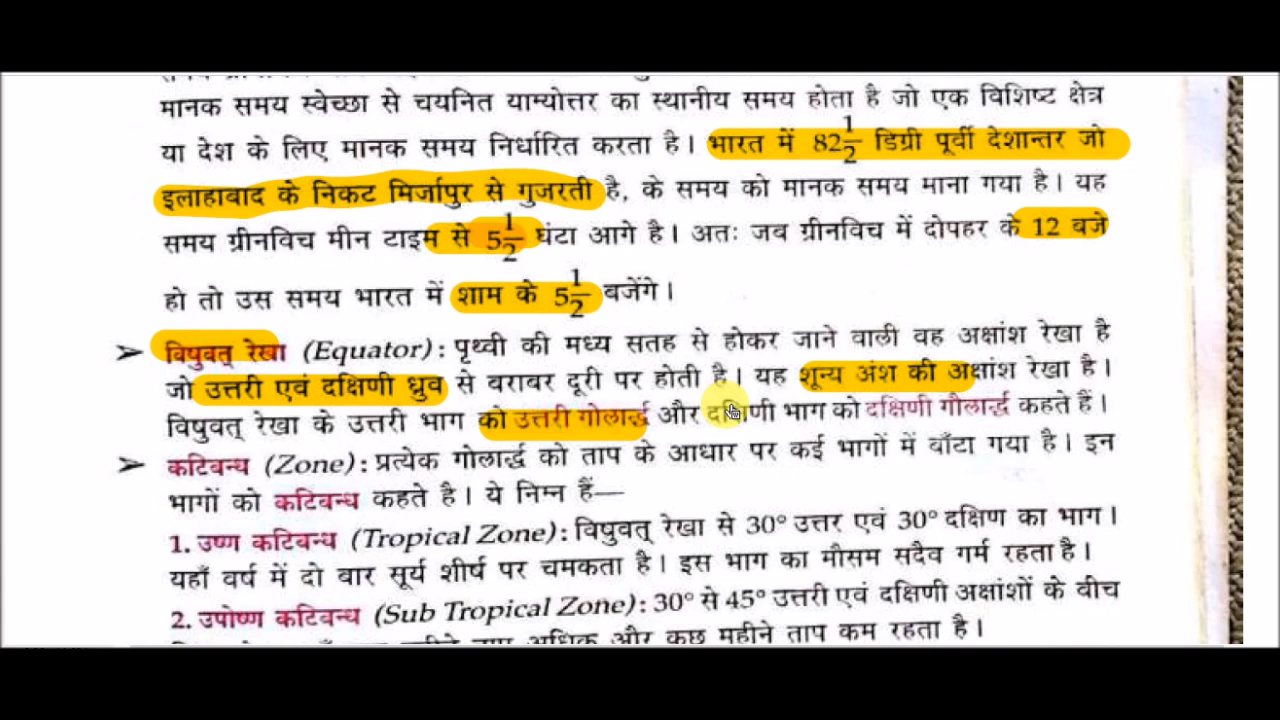 मानक समय स्वेच्छा से चयनित याम्योत्तर का स्थानीय समय होता है जो एक विशिष्ट क्षेत्र
या देश के लिए मानक समय निर्धारित करता है। भारत में 82 1/2 डिग्री पूर्वी देशान्तर जो
इलाहाबाद के निकट मिर्जापुर से गुजरती है, के समय को मानक समय माना गया है। यह
समय ग्रीनविच मीन टाइम से 5 1/2 घंटा आगे है। अतः जब ग्रीनविच में दोपहर के 12 बजे
हो तो उस समय भारत में शाम के 5 1/2 बजेंगे।
➢ विषुवत् रेखा (Equator) : पृथ्वी की मध्य सतह से होकर जाने वाली वह अक्षांश रेखा है
जो उत्तरी एवं दक्षिणी ध्रुव से बराबर दूरी पर होती है। यह शून्य अंश की अक्षांश रेखा है।
विषुवत् रेखा के उत्तरी भाग को उत्तरी गोलार्द्ध और दक्षिणी भाग को दक्षिणी गोलार्द्ध कहते हैं।
➢ कटिबन्ध (Zone) : प्रत्येक गोलार्द्ध को ताप के आधार पर कई भागों में बाँटा गया है। इन
भागों को कटिबन्ध कहते है। ये निम्न हैं—
1. उष्ण कटिबन्ध (Tropical Zone) : विषुवत् रेखा से 30° उत्तर एवं 30° दक्षिण का भाग।
यहाँ वर्ष में दो बार सूर्य शीर्ष पर चमकता है। इस भाग का मौसम सदैव गर्म रहता है।
2. उपोष्ण कटिबन्ध (Sub Tropical Zone) : 30° से 45° उत्तरी एवं दक्षिणी अक्षांशों के बीच
अधिक और कुछ महीने ताप कम रहता है।